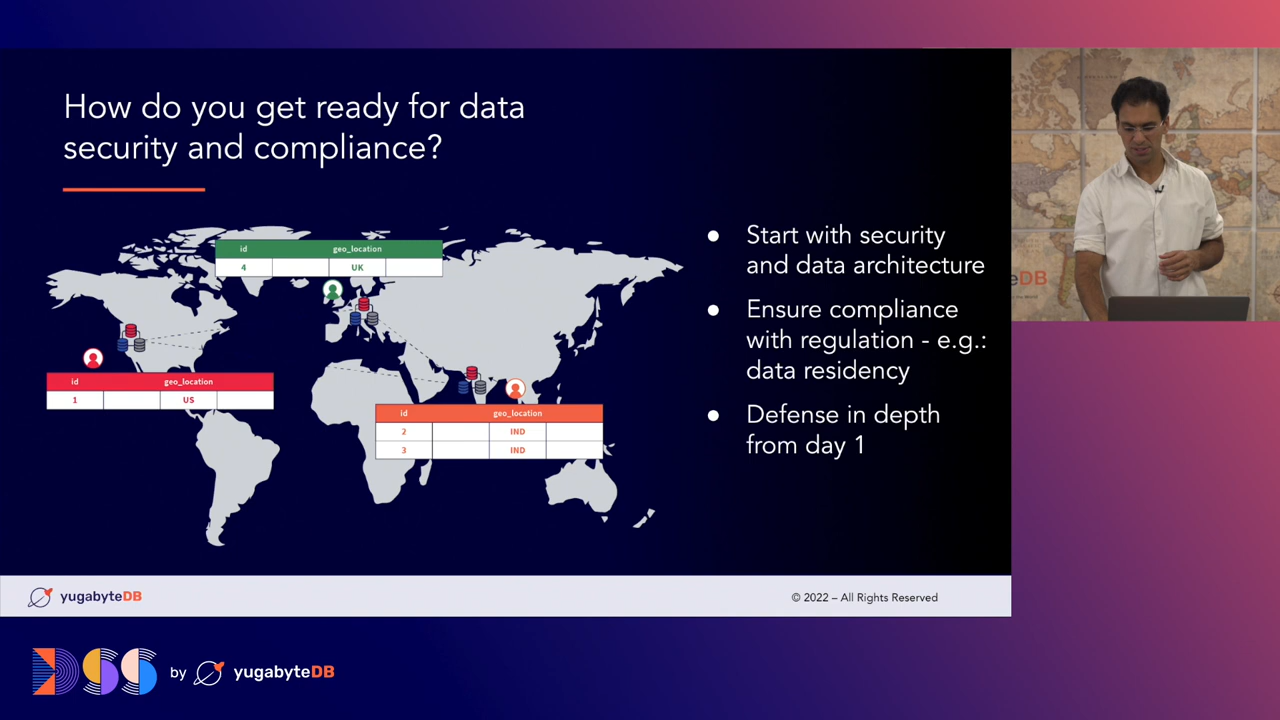 How do you get ready for data
security and compliance?
id geo_location
4 UK
id geo_location
1 US
id geo_location
2 IND
3 IND
● Start with security
and data architecture
● Ensure compliance
with regulation - e.g.:
data residency
● Defense in depth
from day 1
yugabyteDB
© 2022 – All Rights Reserved
eDB
DSS by yugabyteDB